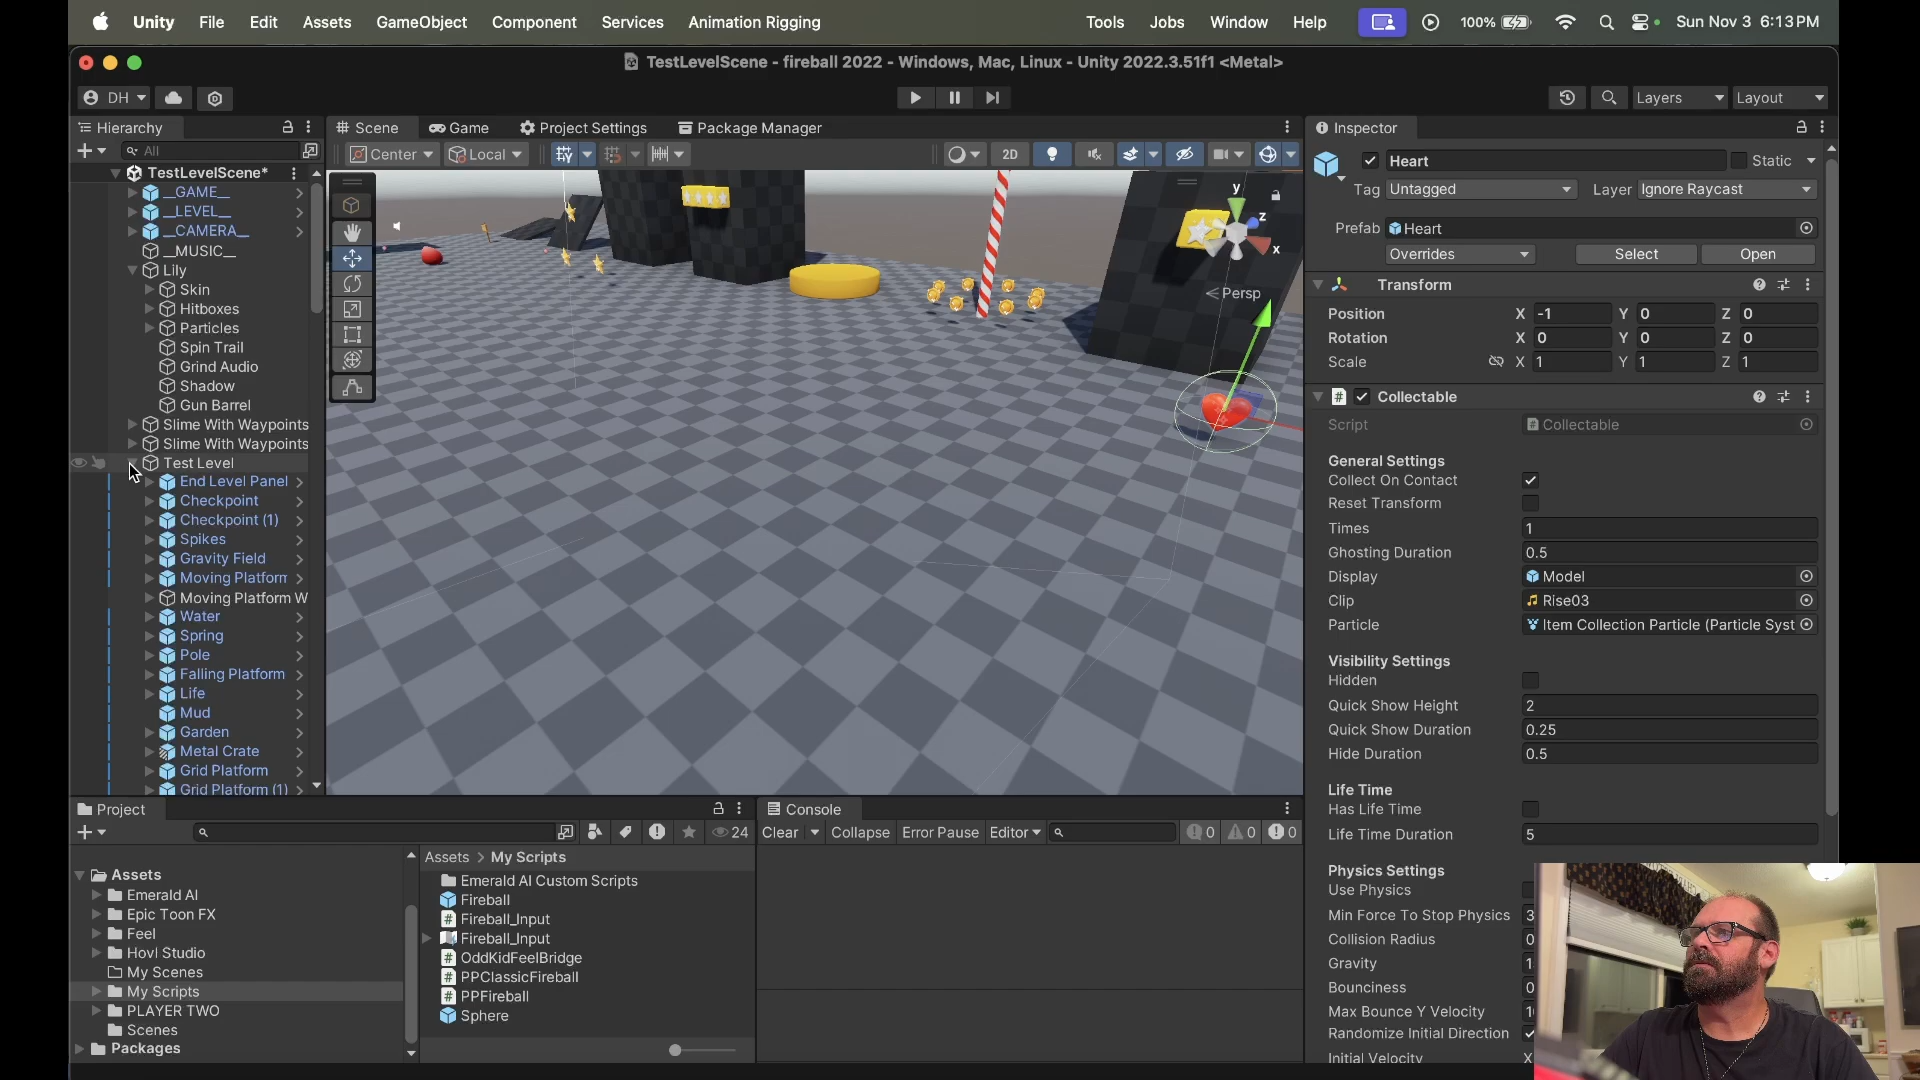 Unity File Edit Assets GameObject Component Services Animation Rigging Tools Jobs Window Help 100% Sun Nov 3 6:13 PM
TestLevelScene - fireball 2022 - Windows, Mac, Linux - Unity 2022.3.51f1 <Metal>
DH Layers Layout
Hierarchy
All
TestLevelScene*
__GAME__
__LEVEL__
__CAMERA__
__MUSIC__
Lily
Skin
Hitboxes
Particles
Spin Trail
Grind Audio
Shadow
Gun Barrel
Slime With Waypoints
Slime With Waypoints
Test Level
End Level Panel
Checkpoint
Checkpoint (1)
Spikes
Gravity Field
Moving Platform
Moving Platform W
Water
Spring
Pole
Falling Platform
Life
Mud
Garden
Metal Crate
Grid Platform
Grid Platform (1)
Scene Game Project Settings Package Manager
Center Local 2D
y
z
x
Persp
Inspector
Heart Static
Tag Untagged Layer Ignore Raycast
Prefab Heart
Overrides Select Open
Transform
Position X -1 Y 0 Z 0
Rotation X 0 Y 0 Z 0
Scale X 1 Y 1 Z 1
# Collectable
Script Collectable
General Settings
Collect On Contact
Reset Transform
Times 1
Ghosting Duration 0.5
Display Model
Clip Rise03
Particle Item Collection Particle (Particle Syst
Visibility Settings
Hidden
Quick Show Height 2
Quick Show Duration 0.25
Hide Duration 0.5
Life Time
Has Life Time
Life Time Duration 5
Physics Settings
Use Physics
Min Force To Stop Physics 3
Collision Radius 0
Gravity 1
Bounciness 0
Max Bounce Y Velocity 1
Randomize Initial Direction
Initial Velocity X
Project
24
Assets
Emerald AI
Epic Toon FX
Feel
Hovl Studio
My Scenes
My Scripts
PLAYER TWO
Scenes
Packages
Assets > My Scripts
Emerald AI Custom Scripts
Fireball
Fireball_Input
Fireball_Input
OddKidFeelBridge
PPClassicFireball
PPFireball
Sphere
Console
Clear Collapse Error Pause Editor 0 0 0